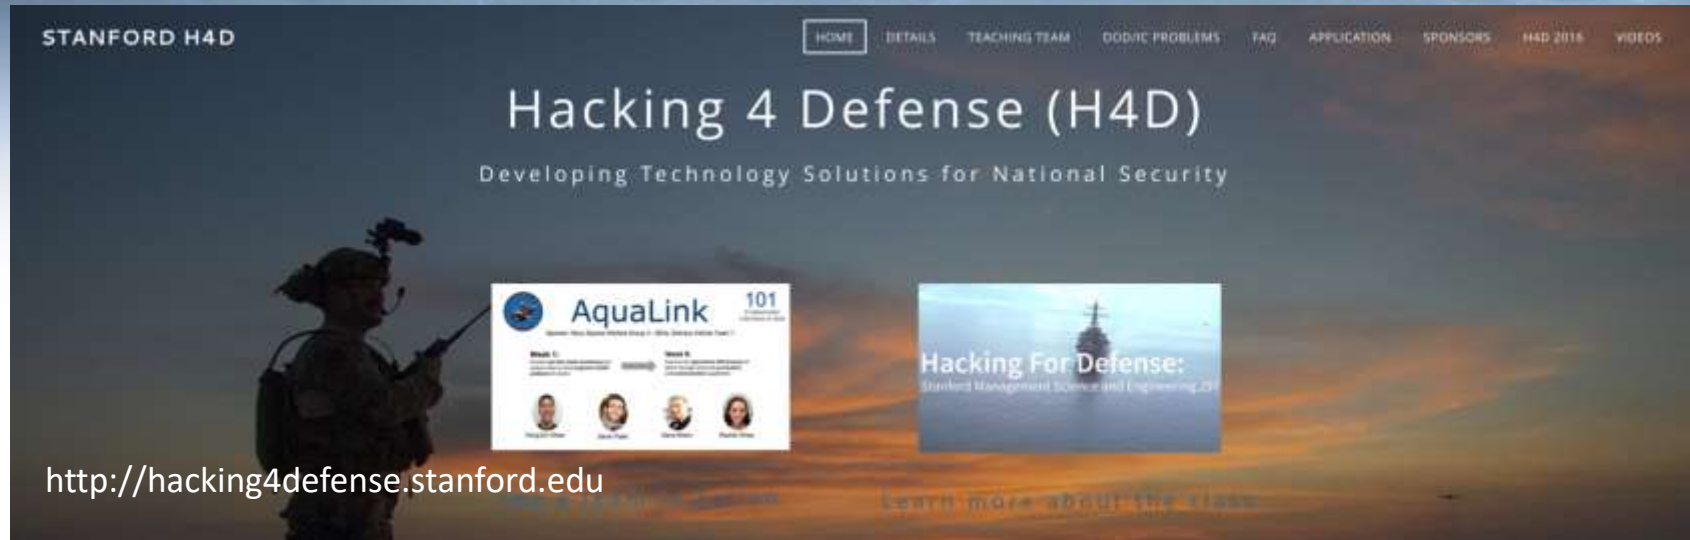 STANFORD H4D
HOME DETAILS TEACHING TEAM DOD/IC PROBLEMS FAQ APPLICATION SPONSORS H4D 2016 VIDEOS
Hacking 4 Defense (H4D)
Developing Technology Solutions for National Security
AquaLink
101
Week 1:
Hacking For Defense:
Stanford Management Science and Engineering
http://hacking4defense.stanford.edu
Learn more about the class